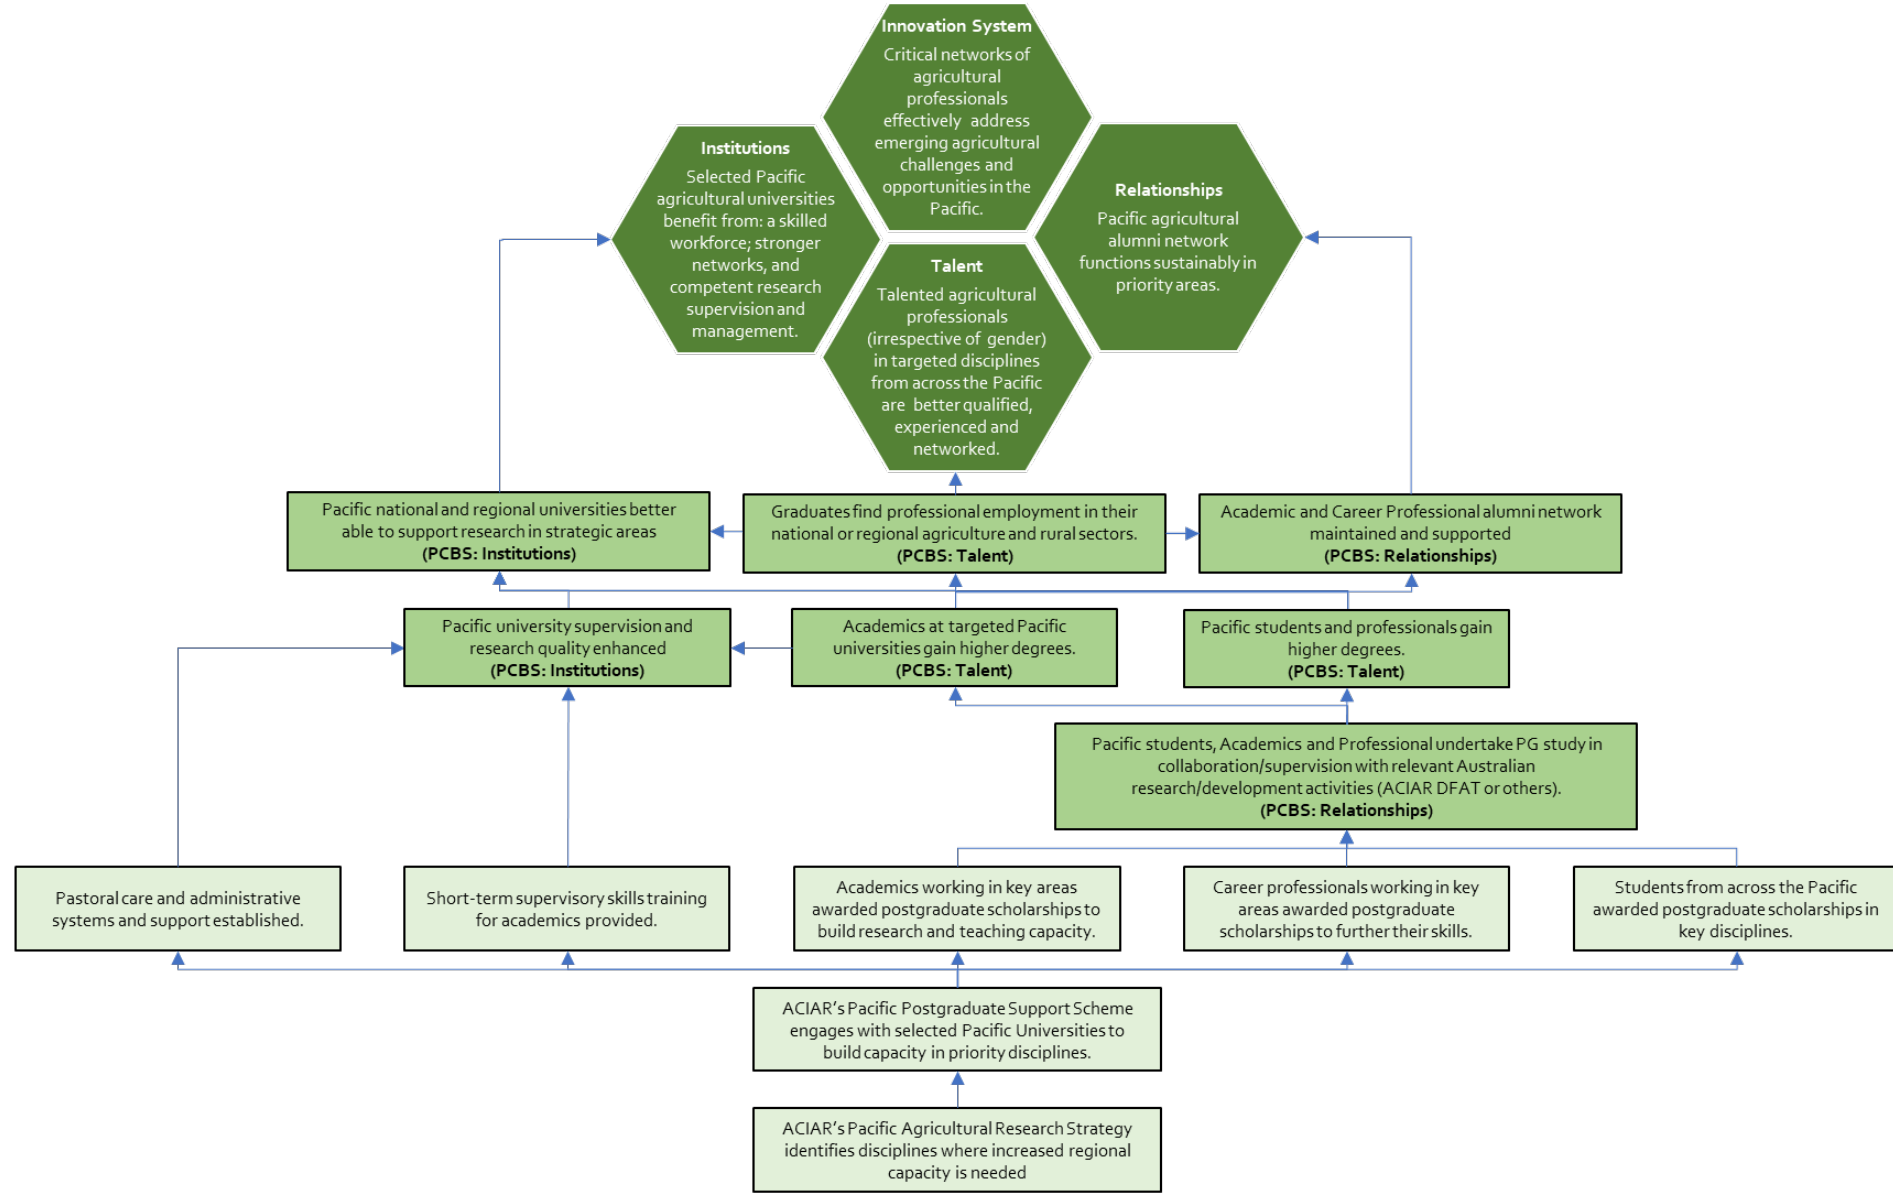 Innovation System
Critical networks of
agricultural
professionals
effectively address
emerging agricultural
challenges and
opportunities in the
Pacific.
Institutions
Selected Pacific
agricultural universities
benefit from: a skilled
workforce; stronger
networks, and
competent research
supervision and
management.
Relationships
Pacific agricultural
alumni network
functions sustainably in
priority areas.
Talent
Talented agricultural
professionals
(irrespective of gender)
in targeted disciplines
from across the Pacific
are better qualified,
experienced and
networked.
Pacific national and regional universities better
able to support research in strategic areas
(PCBS: Institutions)
Graduates find professional employment in their
national or regional agriculture and rural sectors.
(PCBS: Talent)
Academic and Career Professional alumni network
maintained and supported
(PCBS: Relationships)
Pacific university supervision and
research quality enhanced
(PCBS: Institutions)
Academics at targeted Pacific
universities gain higher degrees.
(PCBS: Talent)
Pacific students and professionals gain
higher degrees.
(PCBS: Talent)
Pacific students, Academics and Professional undertake PG study in
collaboration/supervision with relevant Australian
research/development activities (ACIAR DFAT or others).
(PCBS: Relationships)
Pastoral care and administrative
systems and support established.
Short-term supervisory skills training
for academics provided.
Academics working in key areas
awarded postgraduate scholarships to
build research and teaching capacity.
Career professionals working in key
areas awarded postgraduate
scholarships to further their skills.
Students from across the Pacific
awarded postgraduate scholarships in
key disciplines.
ACIAR's Pacific Postgraduate Support Scheme
engages with selected Pacific Universities to
build capacity in priority disciplines.
ACIAR's Pacific Agricultural Research Strategy
identifies disciplines where increased regional
capacity is needed